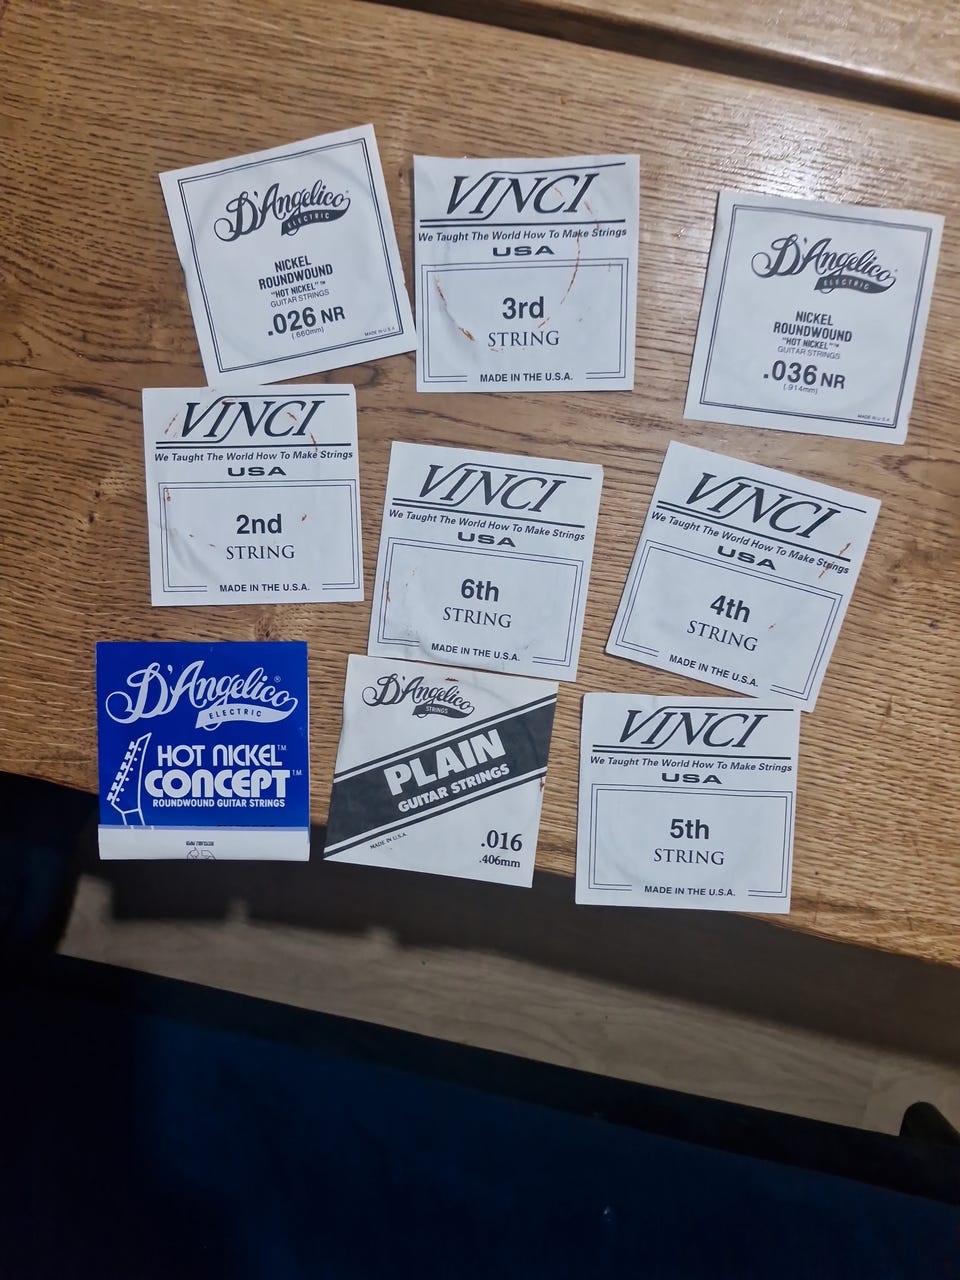 D'Angelico®
ELECTRIC
NICKEL
ROUNDWOUND
"HOT NICKEL"™
GUITAR STRINGS
.026 NR
(.660mm)
MADE IN U.S.A.
VINCI
We Taught The World How To Make Strings
USA
3rd
STRING
MADE IN THE U.S.A.
D'Angelico®
ELECTRIC
NICKEL
ROUNDWOUND
"HOT NICKEL"™
GUITAR STRINGS
.036 NR
(.914mm)
MADE IN U.S.A.
VINCI
We Taught The World How To Make Strings
USA
2nd
STRING
MADE IN THE U.S.A.
VINCI
We Taught The World How To Make Strings
USA
6th
STRING
MADE IN THE U.S.A.
VINCI
We Taught The World How To Make Strings
USA
4th
STRING
MADE IN THE U.S.A.
D'Angelico®
ELECTRIC
HOT NICKEL™
CONCEPT™
ROUNDWOUND GUITAR STRINGS
D'Angelico
STRINGS
PLAIN
GUITAR STRINGS
MADE IN U.S.A.
.016
.406mm
VINCI
We Taught The World How To Make Strings
USA
5th
STRING
MADE IN THE U.S.A.